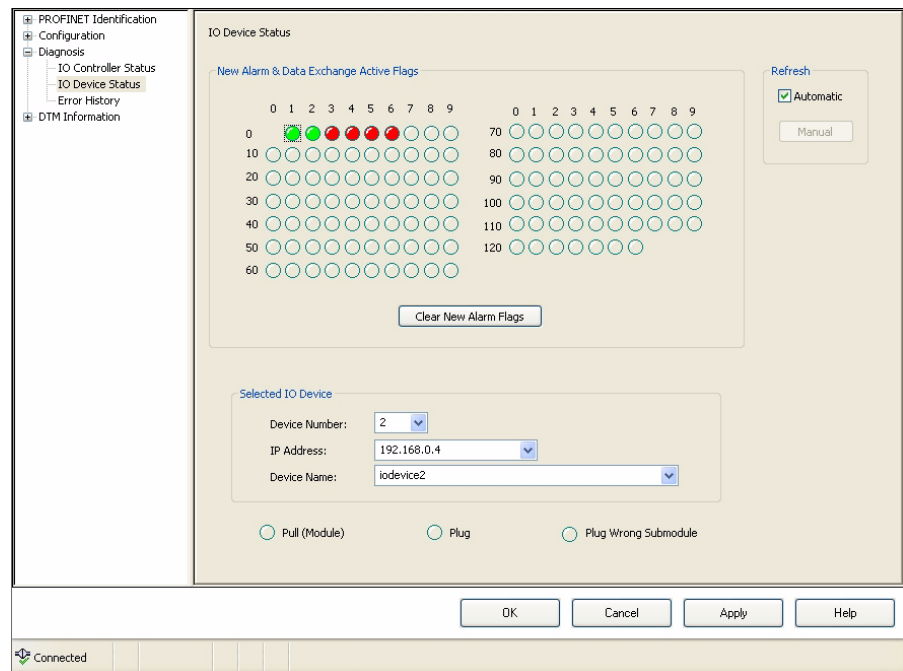 PROFINET Identification
Configuration
Diagnosis
IO Controller Status
IO Device Status
Error History
DTM Information
IO Device Status
New Alarm & Data Exchange Active Flags
0 1 2 3 4 5 6 7 8 9
0
10
20
30
40
50
60
0 1 2 3 4 5 6 7 8 9
70
80
90
100
110
120
Clear New Alarm Flags
Refresh
Automatic
Manual
Selected IO Device
Device Number: 2
IP Address: 192.168.0.4
Device Name: iodevice2
Pull (Module) Plug Plug Wrong Submodule
OK Cancel Apply Help
Connected